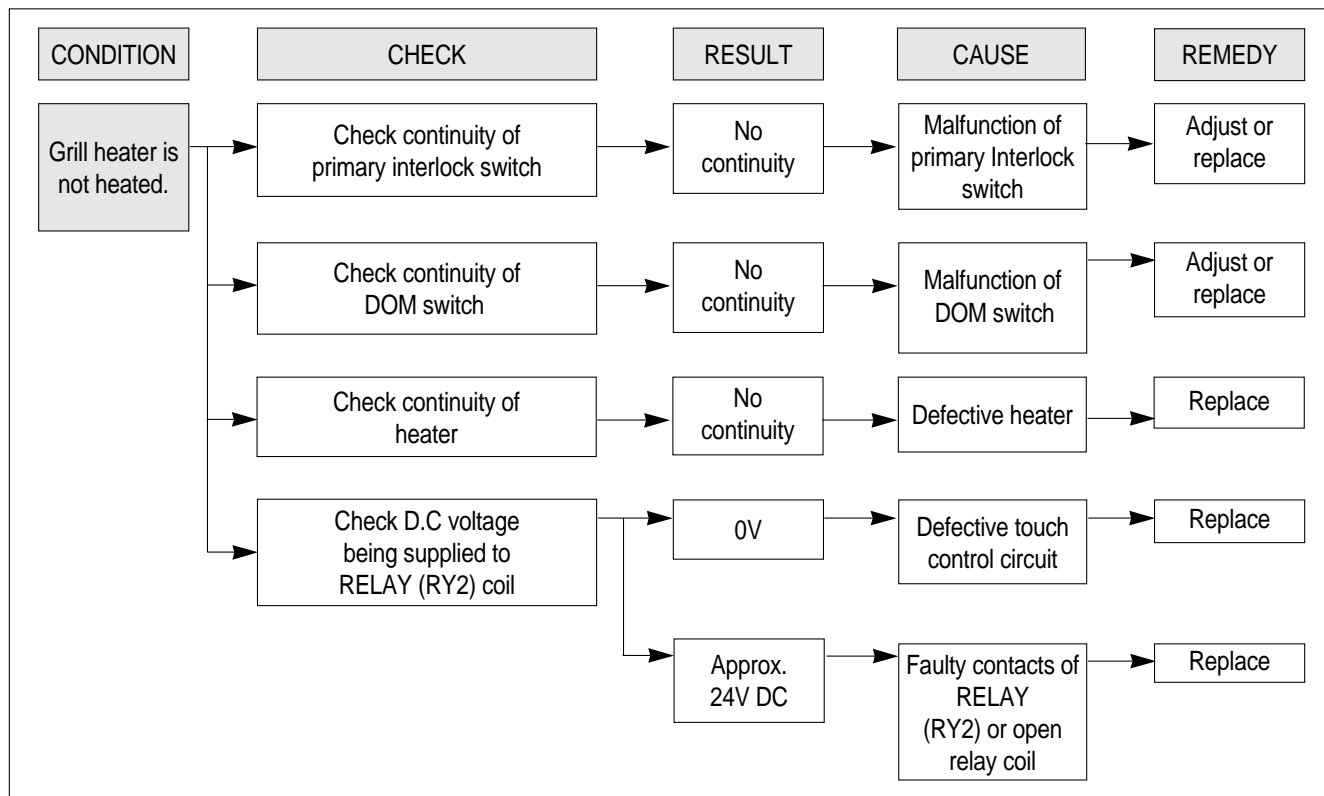 CONDITION
CHECK
RESULT
CAUSE
REMEDY
Grill heater is
not heated.
Check continuity of
primary interlock switch
No
continuity
Malfunction of
primary Interlock
switch
Adjust or
replace
Check continuity of
DOM switch
No
continuity
Malfunction of
DOM switch
Adjust or
replace
Check continuity of
heater
No
continuity
Defective heater
Replace
Check D.C voltage
being supplied to
RELAY (RY2) coil
0V
Defective touch
control circuit
Replace
Approx.
24V DC
Faulty contacts of
RELAY
(RY2) or open
relay coil
Replace